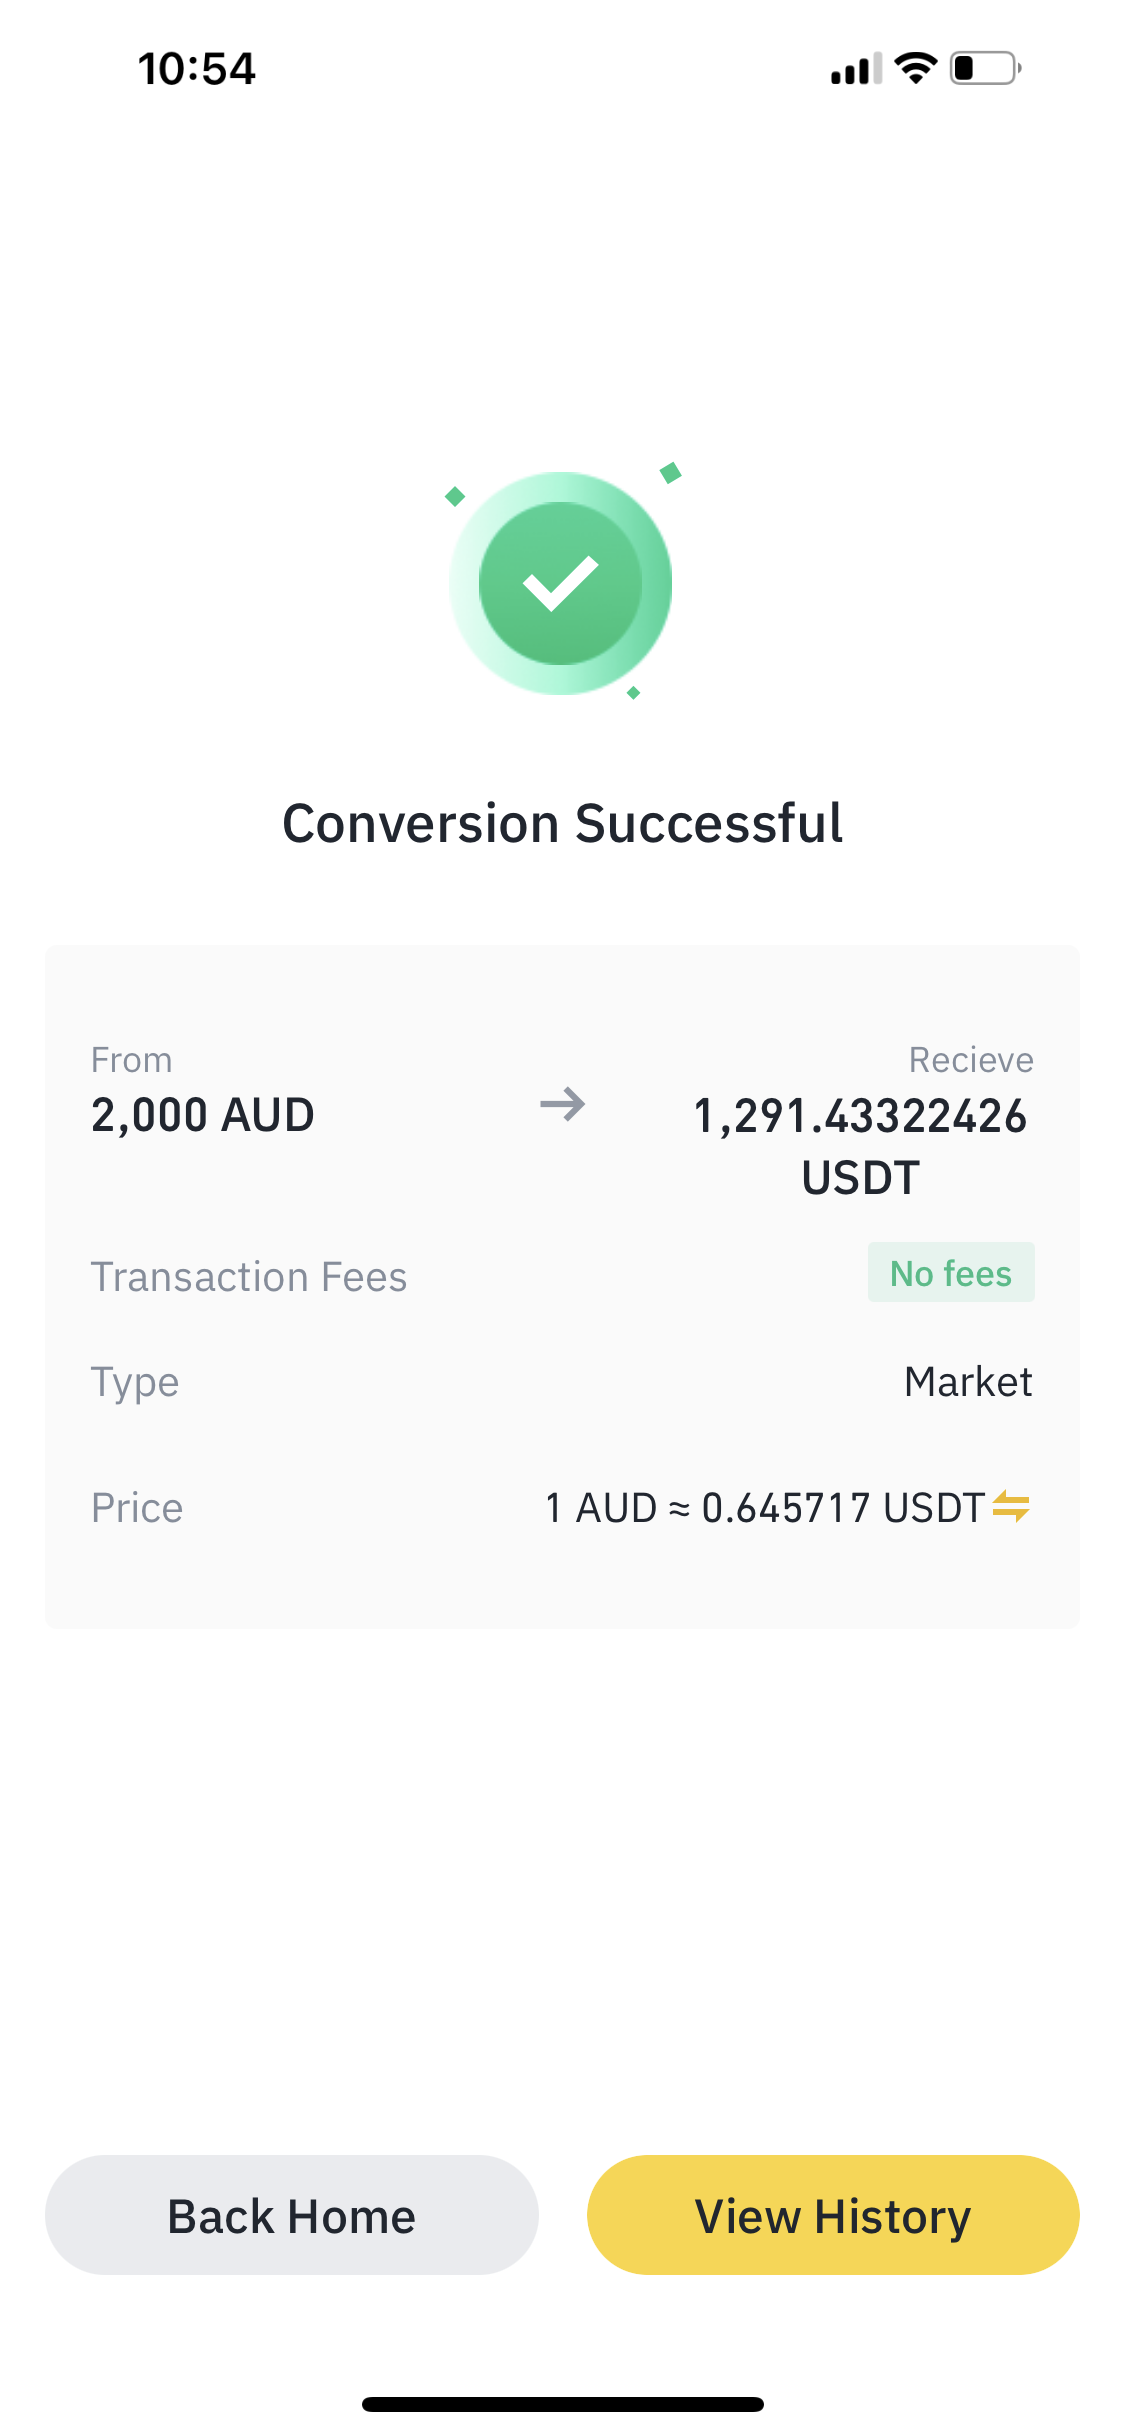 10:54
Conversion Successful
From
Recieve
2,000 AUD
1,291.43322426
USDT
Transaction Fees
No fees
Type
Market
Price
1 AUD ≈ 0.645717 USDT
Back Home
View History